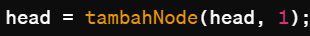 head = tambahNode(head, 1);